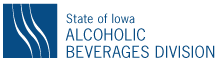 State of Iowa
ALCOHOLIC
BEVERAGES DIVISION